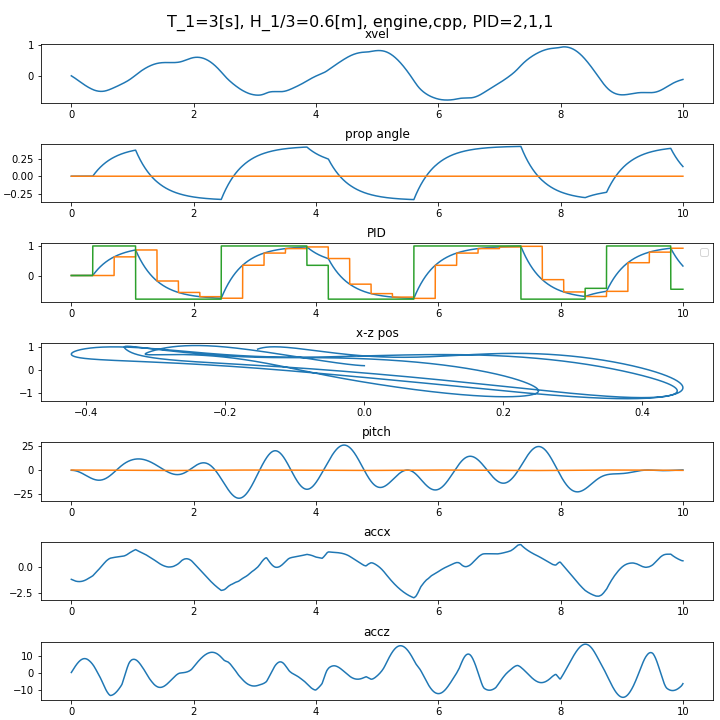 T_1=3[s], H_1/3=0.6[m], engine,cpp, PID=2,1,1
xvel
1
0
0 2 4 6 8 10
prop angle
0.25
0.00
−0.25
0 2 4 6 8 10
PID
1
0
0 2 4 6 8 10
x-z pos
1
0
−1
−0.4 −0.2 0.0 0.2 0.4
pitch
25
0
−25
0 2 4 6 8 10
accx
0.0
−2.5
0 2 4 6 8 10
accz
10
0
−10
0 2 4 6 8 10